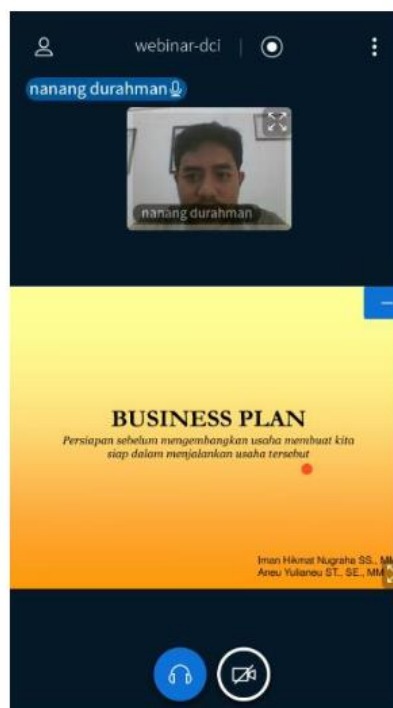 webinar-dci
nanang durahman
nanang durahman
BUSINESS PLAN
Persiapan sebelum mengembangkan usaha membuat kita
siap dalam menjalankan usaha tersebut
Iman Hikmat Nugraha SS.,
Aneu Yulianeu ST., SE., MM